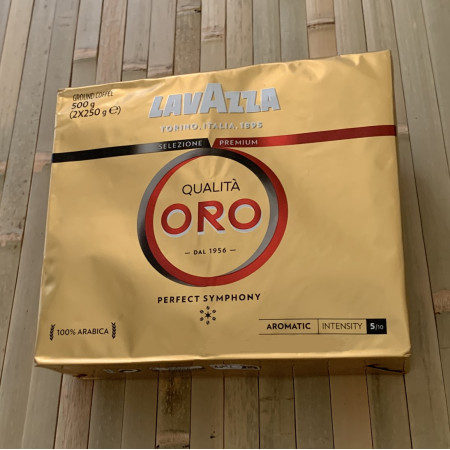 GROUND COFFEE
500 g
(2X250 g ℮)
LAVAZZA
TORINO, ITALIA, 1895
SELEZIONE PREMIUM
QUALITÀ
ORO
DAL 1956
PERFECT SYMPHONY
100% ARABICA
AROMATIC INTENSITY 5/10